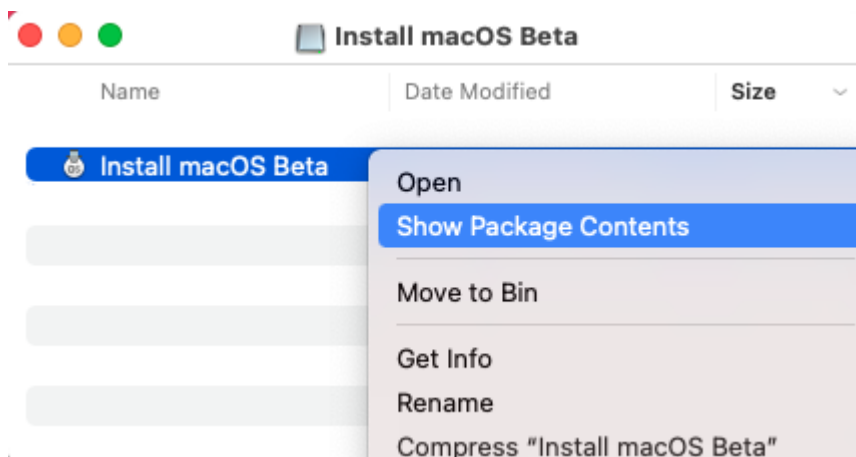 Install macOS Beta
Name Date Modified Size
Install macOS Beta
Open
Show Package Contents
Move to Bin
Get Info
Rename
Compress “Install macOS Beta”